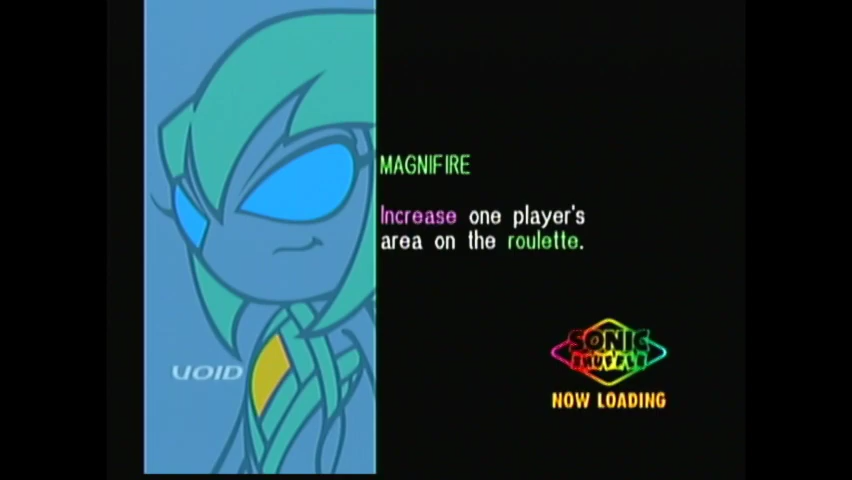 MAGNIFIRE
Increase one player's
area on the roulette.
VOID
SONIC
SHUFFLE
NOW LOADING